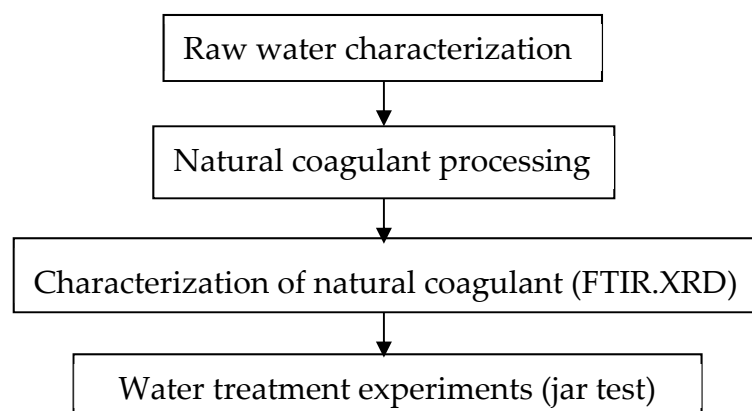 Raw water characterization
Natural coagulant processing
Characterization of natural coagulant (FTIR.XRD)
Water treatment experiments (jar test)